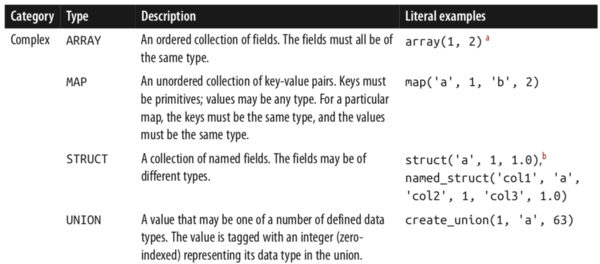 Category Type Description Literal examples
Complex ARRAY An ordered collection of fields. The fields must all be of array(1, 2) a
the same type.
MAP An unordered collection of key-value pairs. Keys must map('a', 1, 'b', 2)
be primitives; values may be any type. For a particular
map, the keys must be the same type, and the values
must be the same type.
STRUCT A collection of named fields. The fields may be of struct('a', 1, 1.0),b
different types. named_struct('col1', 'a',
'col2', 1, 'col3', 1.0)
UNION A value that may be one of a number of defined data create_union(1, 'a', 63)
types. The value is tagged with an integer (zero-
indexed) representing its data type in the union.